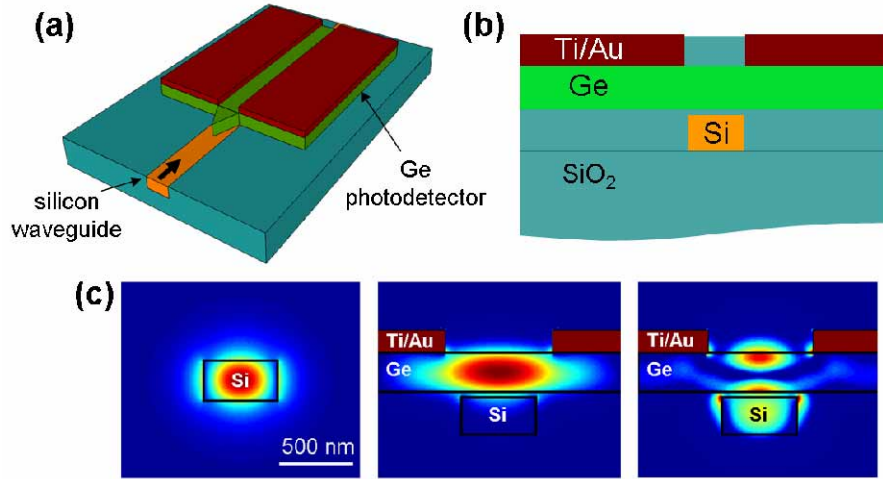 (a)
silicon
waveguide
Ge
photodetector
(b)
Ti/Au
Ge
Si
SiO₂
(c)
Si
500 nm
Ti/Au
Ge
Si
Ti/Au
Ge
Si